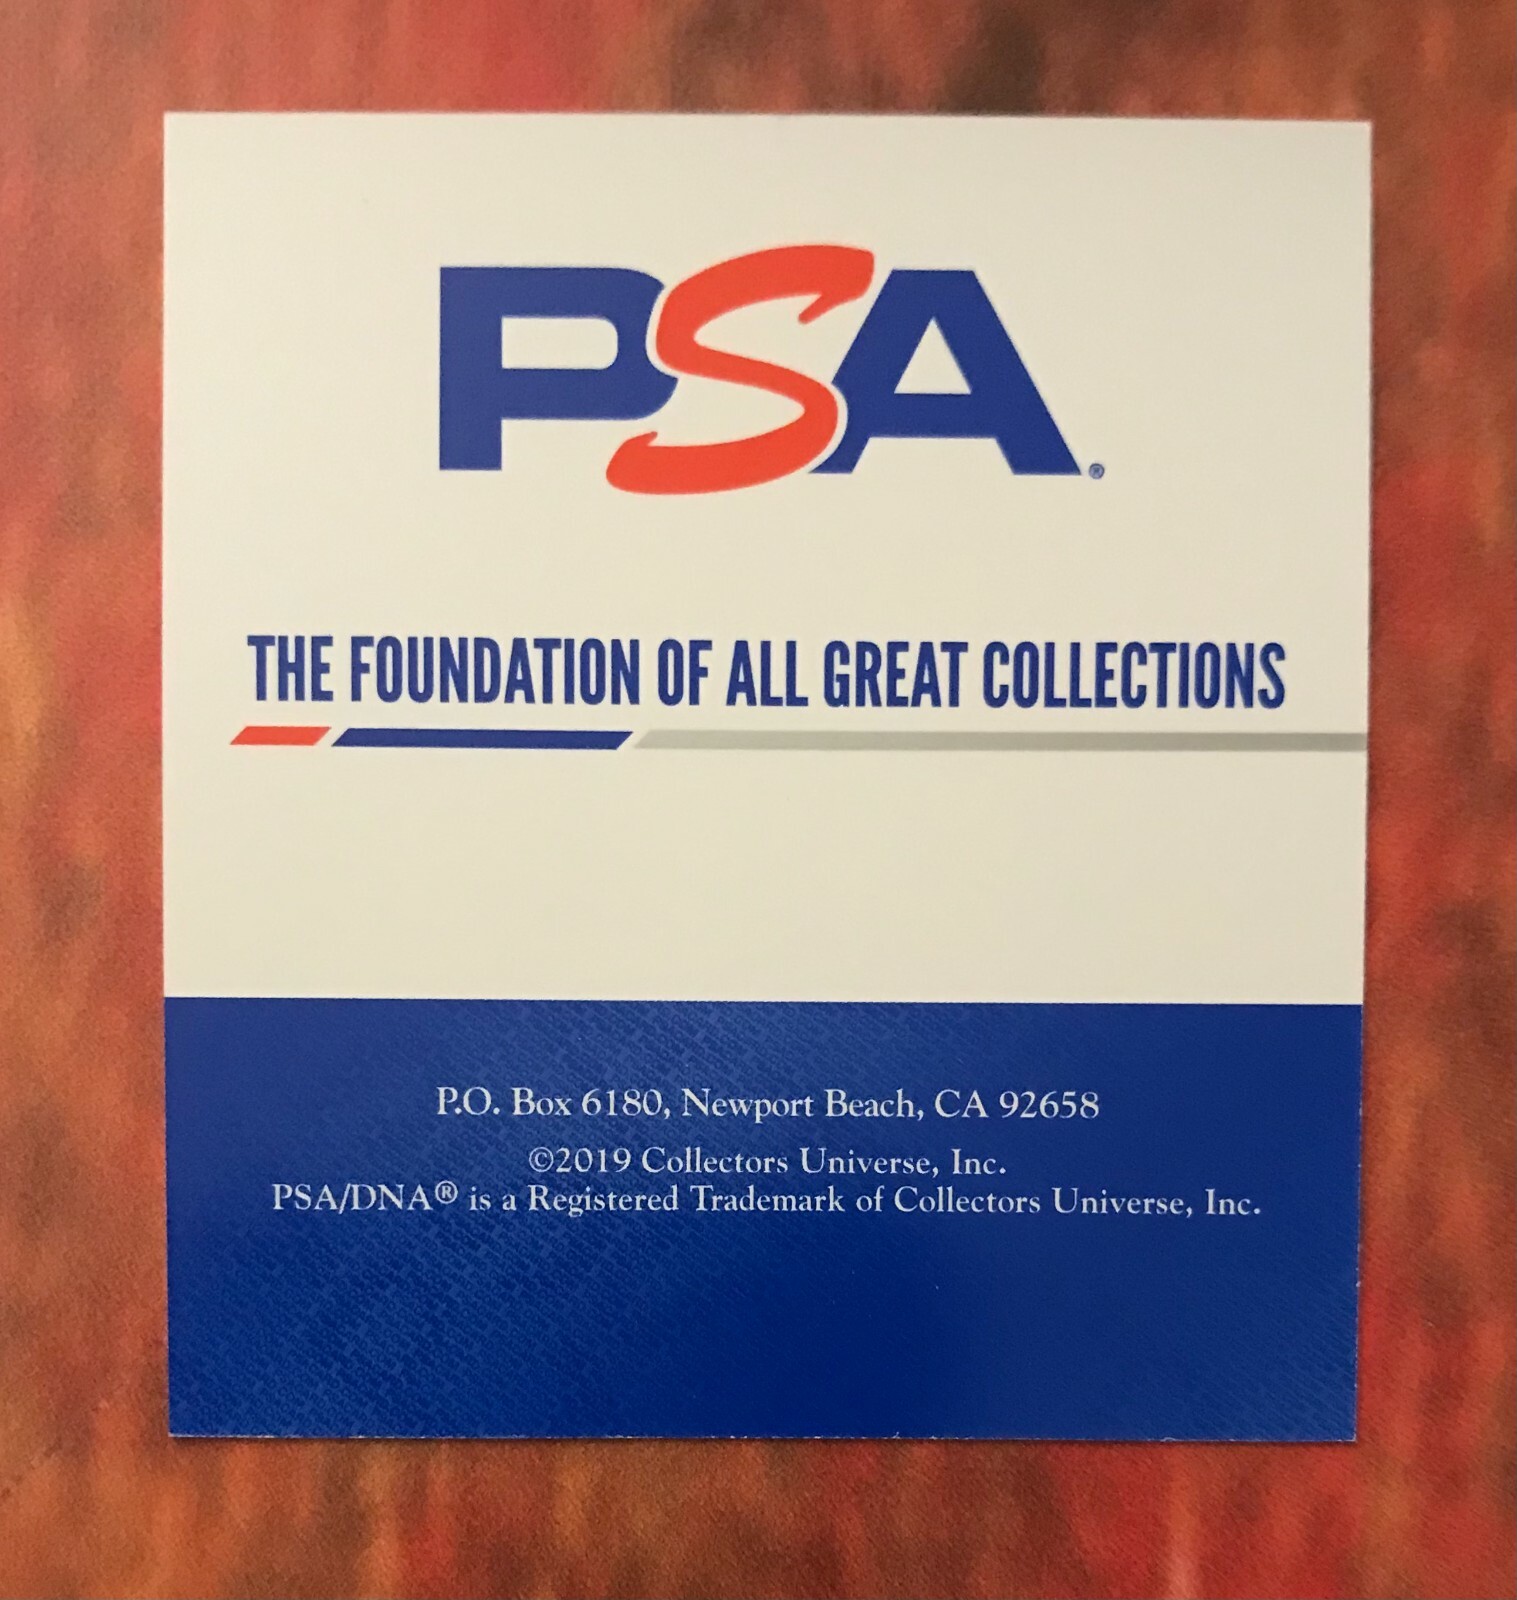 PSA®
THE FOUNDATION OF ALL GREAT COLLECTIONS
P.O. Box 6180, Newport Beach, CA 92658
©2019 Collectors Universe, Inc.
PSA/DNA® is a Registered Trademark of Collectors Universe, Inc.